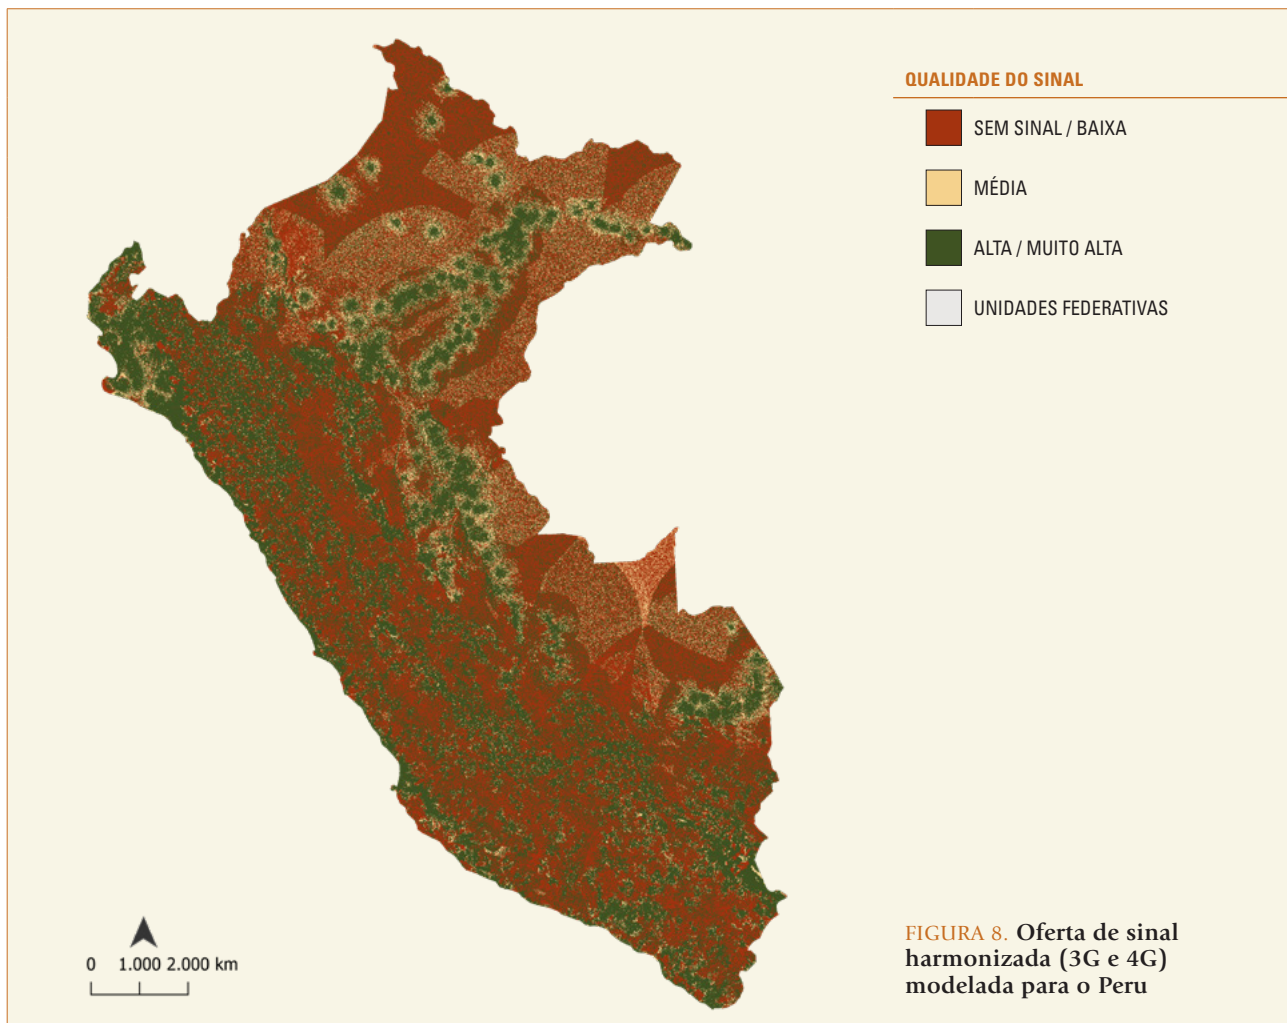 QUALIDADE DO SINAL
SEM SINAL / BAIXA
MÉDIA
ALTA / MUITO ALTA
UNIDADES FEDERATIVAS
0 1.000 2.000 km
FIGURA 8. Oferta de sinal
harmonizada (3G e 4G)
modelada para o Peru